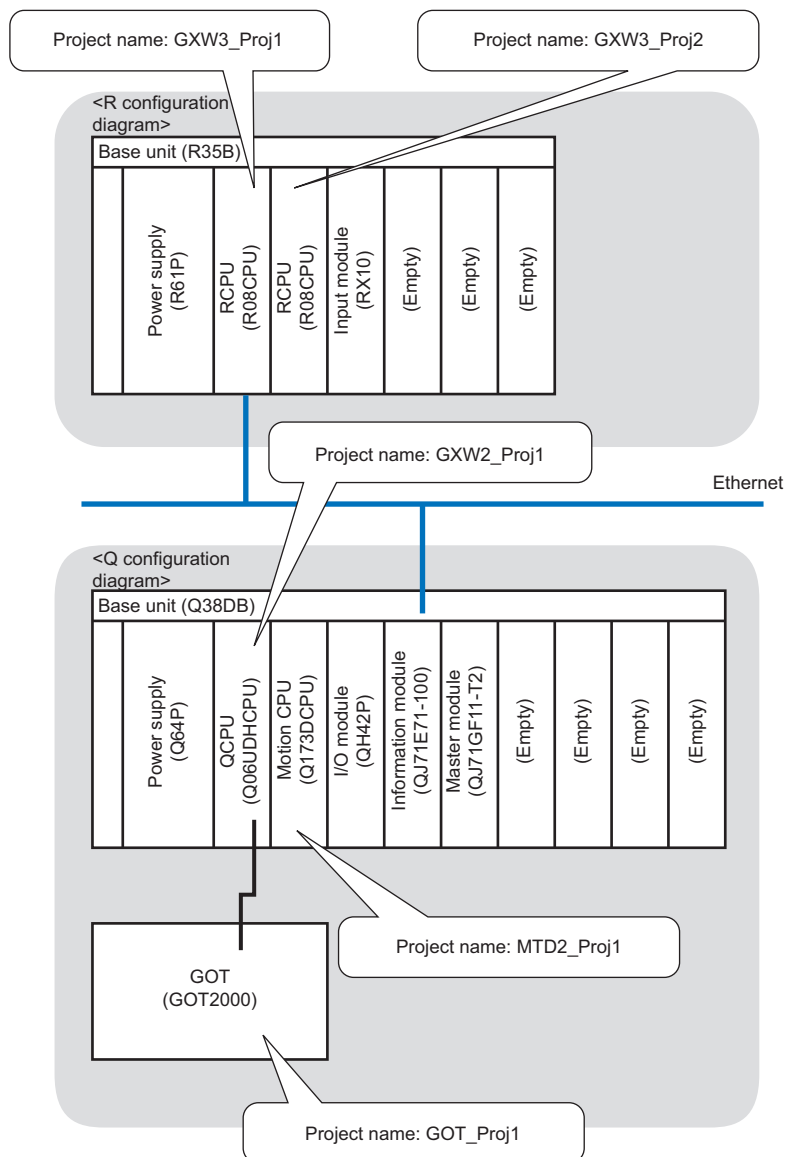 Project name: GXW3_Proj1
Project name: GXW3_Proj2
<R configuration
diagram>
Base unit (R35B)
Power supply
(R61P)
RCPU
(R08CPU)
RCPU
(R08CPU)
Input module
(RX10)
(Empty)
(Empty)
(Empty)
Project name: GXW2_Proj1
Ethernet
<Q configuration
diagram>
Base unit (Q38DB)
Power supply
(Q64P)
QCPU
(Q06UDHCPU)
Motion CPU
(Q173DCPU)
I/O module
(QH42P)
Information module
(QJ71E71-100)
Master module
(QJ71GF11-T2)
(Empty)
(Empty)
(Empty)
(Empty)
Project name: MTD2_Proj1
GOT
(GOT2000)
Project name: GOT_Proj1